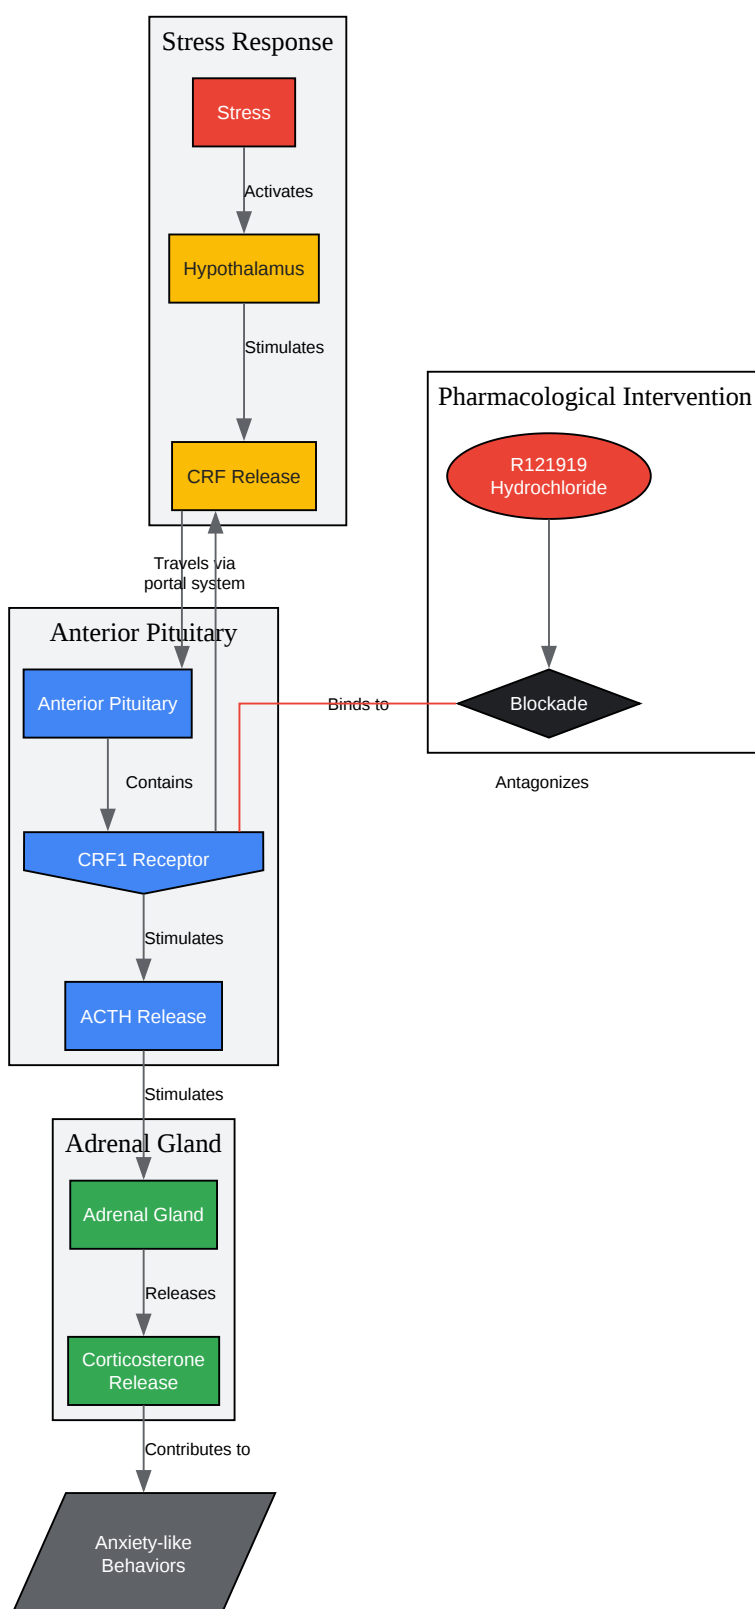 Stress Response
Stress
Activates
Hypothalamus
Stimulates
CRF Release
Travels via
portal system
Pharmacological Intervention
R121919
Hydrochloride
Blockade
Binds to
Antagonizes
Anterior Pituitary
Anterior Pituitary
Contains
CRF1 Receptor
Stimulates
ACTH Release
Stimulates
Adrenal Gland
Adrenal Gland
Releases
Corticosterone
Release
Contributes to
Anxiety-like
Behaviors